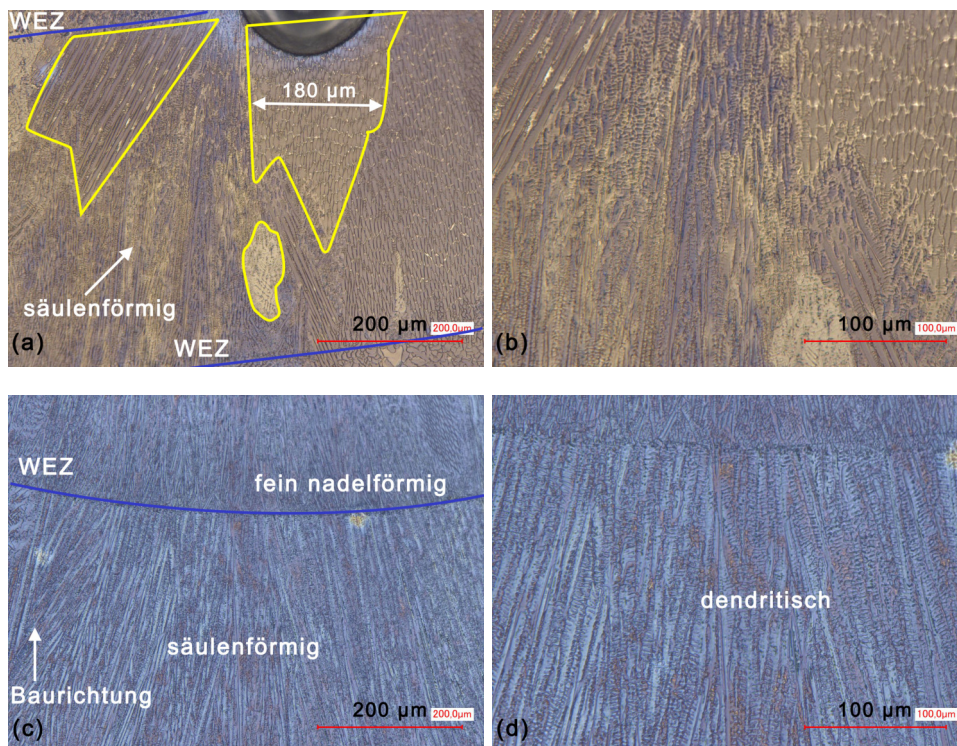 WEZ
180 µm
säulenförmig
200 µm
200,0µm
(a)
WEZ
100 µm
100,0µm
(b)
WEZ
fein nadelförmig
säulenförmig
Baurichtung
200 µm
200,0µm
(c)
dendritisch
100 µm
100,0µm
(d)